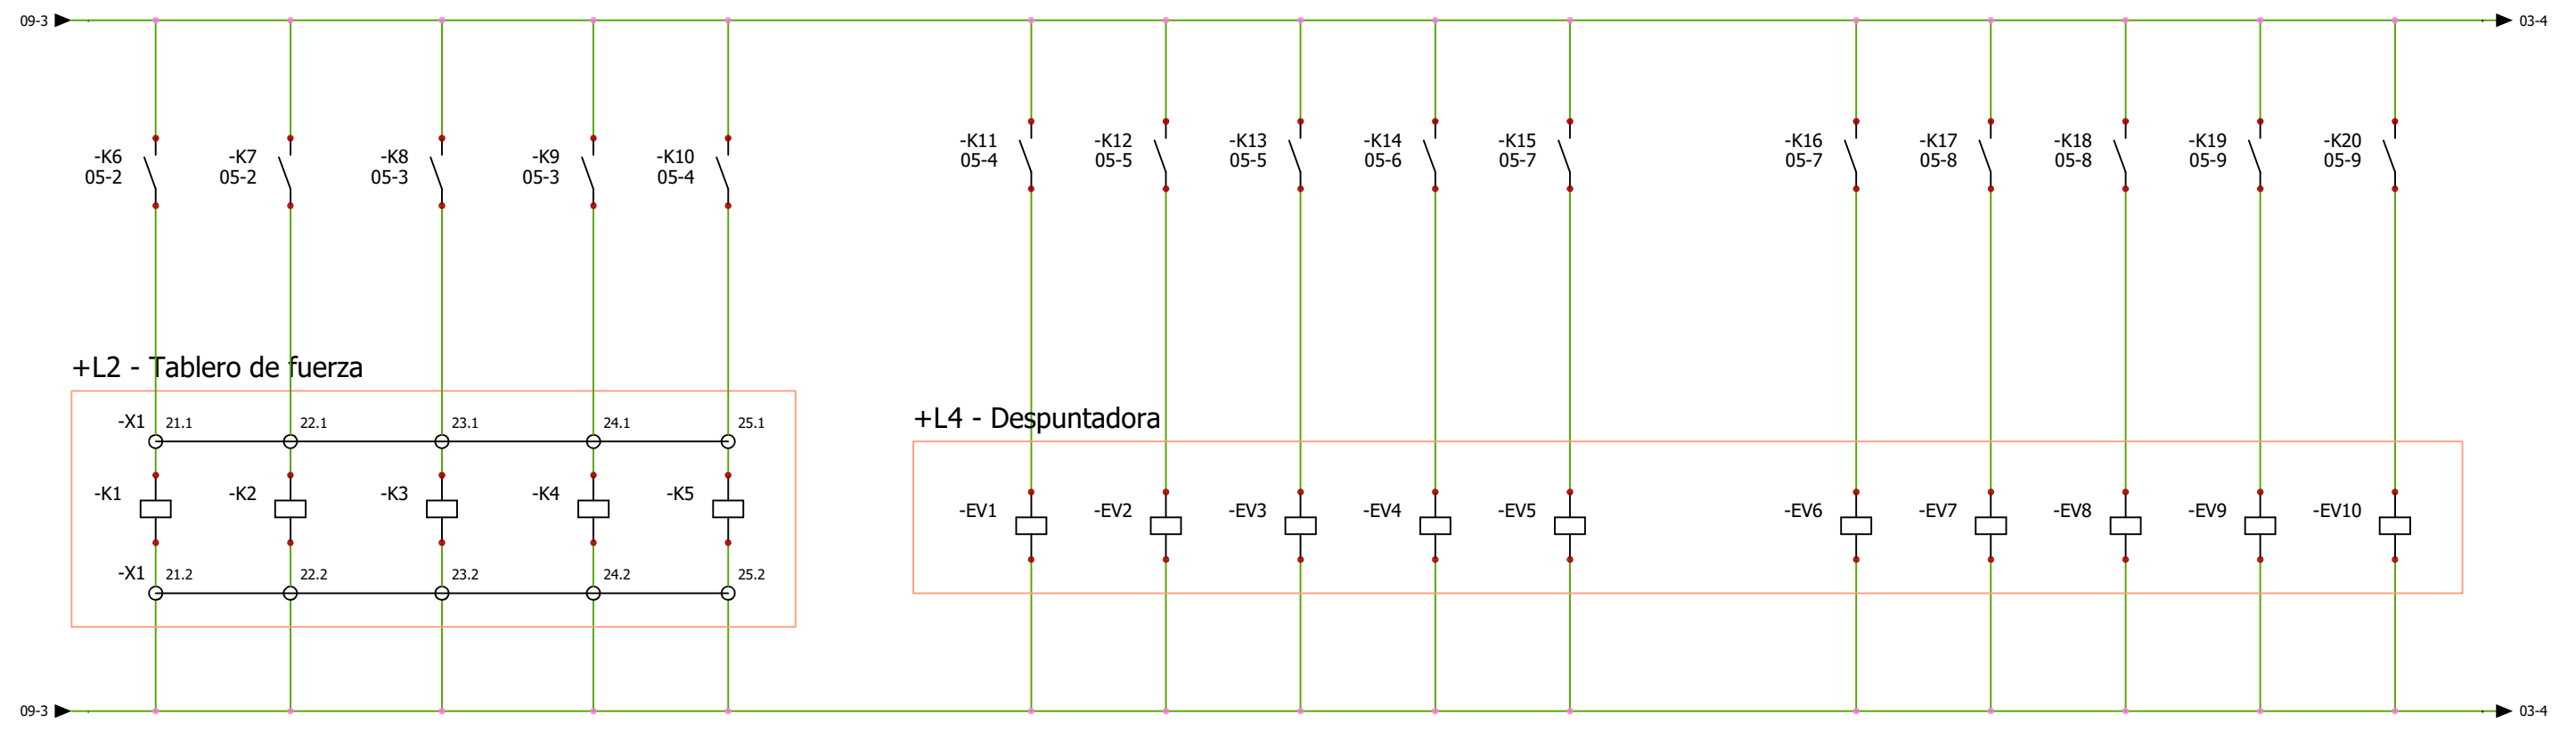 09-3
03-4
-K6
05-2
-K7
05-2
-K8
05-3
-K9
05-3
-K10
05-4
-K11
05-4
-K12
05-5
-K13
05-5
-K14
05-6
-K15
05-7
-K16
05-7
-K17
05-8
-K18
05-8
-K19
05-9
-K20
05-9
+L2 - Tablero de fuerza
-X1 21.1 22.1 23.1 24.1 25.1
-K1 -K2 -K3 -K4 -K5
-X1 21.2 22.2 23.2 24.2 25.2
+L4 - Despuntadora
-EV1 -EV2 -EV3 -EV4 -EV5 -EV6 -EV7 -EV8 -EV9 -EV10
09-3
03-4